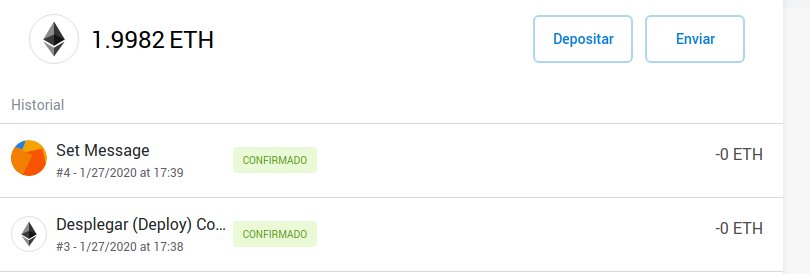 1.9982 ETH
Depositar
Enviar
Historial
Set Message
#4 - 1/27/2020 at 17:39
CONFIRMADO
-0 ETH
Desplegar (Deploy) Co...
#3 - 1/27/2020 at 17:38
CONFIRMADO
-0 ETH